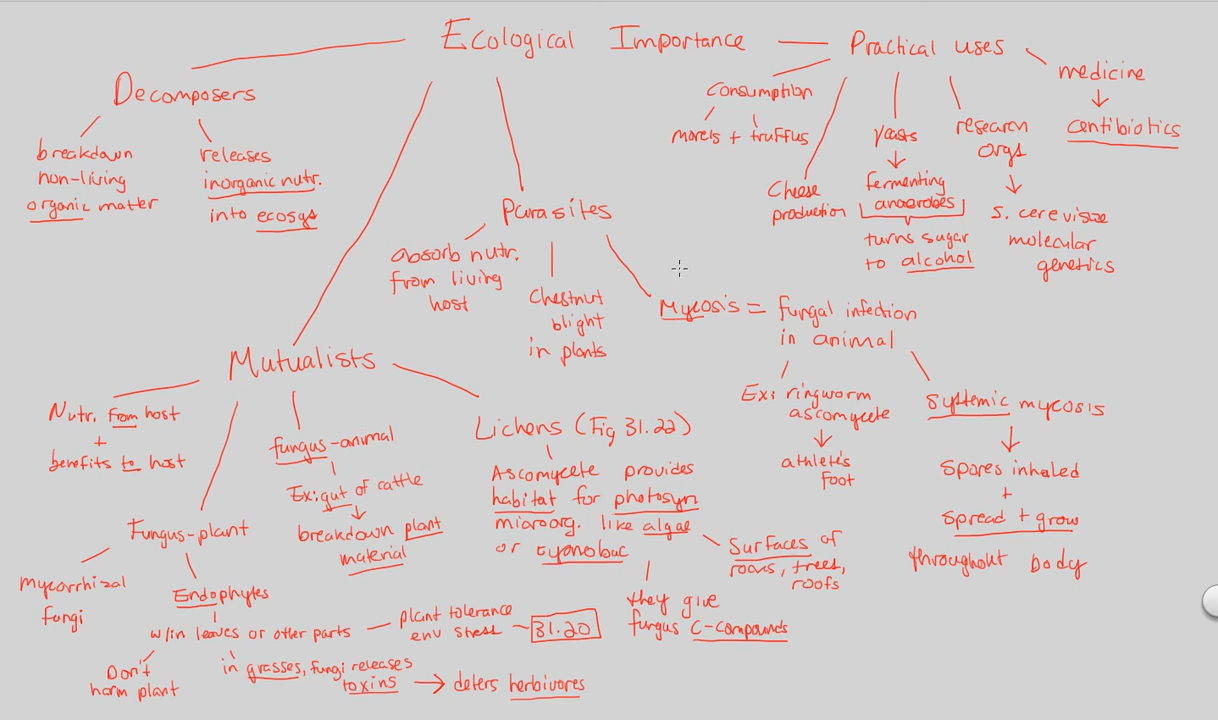 Ecological Importance
Practical uses
Decomposers
breakdown
non-living
organic matter
releases
inorganic nutr.
into ecosys
Consumption
morels + truffus
Cheese
production
yeasts
fermenting
anaerobes
turns sugar
to alcohol
research
orgs
S. cerevisae
molecular
genetics
medicine
antibiotics
Parasites
absorb nutr.
from living
host
Chestnut
blight
in plants
Mycosis = fungal infection
in animal
Ex: ringworm
ascomycete
athlete's
foot
Systemic mycosis
Spores inhaled
+
Spread + grow
throughout body
Mutualists
Nutr. from host
+
benefits to host
Fungus-plant
mycorrhizal
fungi
Endophytes
w/in leaves or other parts
plant tolerance
env stress
31.20
Don't
harm plant
in grasses, fungi releases
toxins
deters herbivores
fungus-animal
Ex: gut of cattle
breakdown plant
material
Lichens (Fig 31.22)
Ascomycete provides
habitat for photosyn
microorg. like algae
or cyanobac
Surfaces of
rocks, trees,
roofs
they give
fungus C-compounds